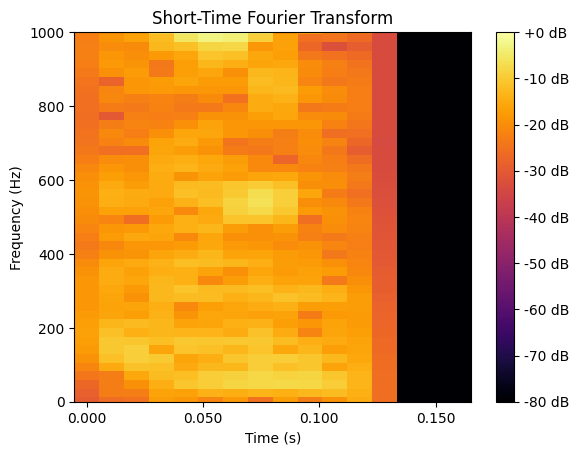 Short-Time Fourier Transform
1000
800
600
400
200
0
Frequency (Hz)
0.000
0.050
0.100
0.150
Time (s)
+0 dB
-10 dB
-20 dB
-30 dB
-40 dB
-50 dB
-60 dB
-70 dB
-80 dB